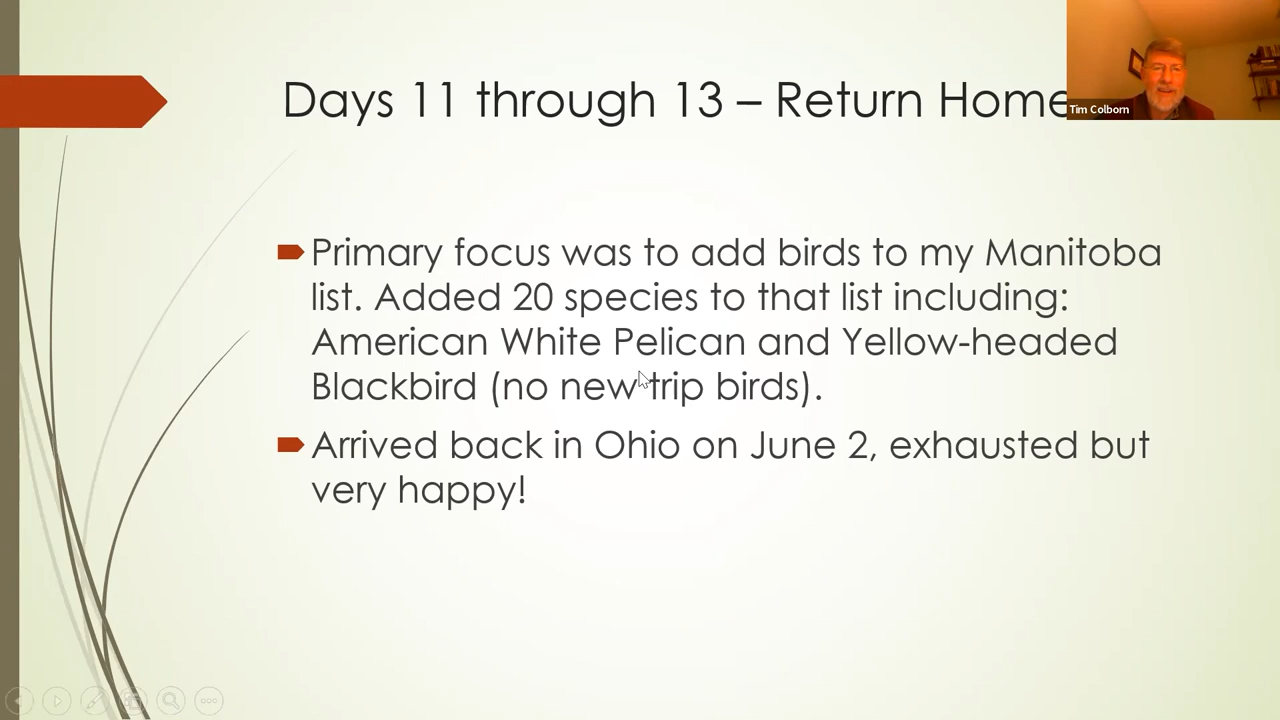 Days 11 through 13 – Return Home
Tim Colborn
Primary focus was to add birds to my Manitoba
list. Added 20 species to that list including:
American White Pelican and Yellow-headed
Blackbird (no new trip birds).
Arrived back in Ohio on June 2, exhausted but
very happy!